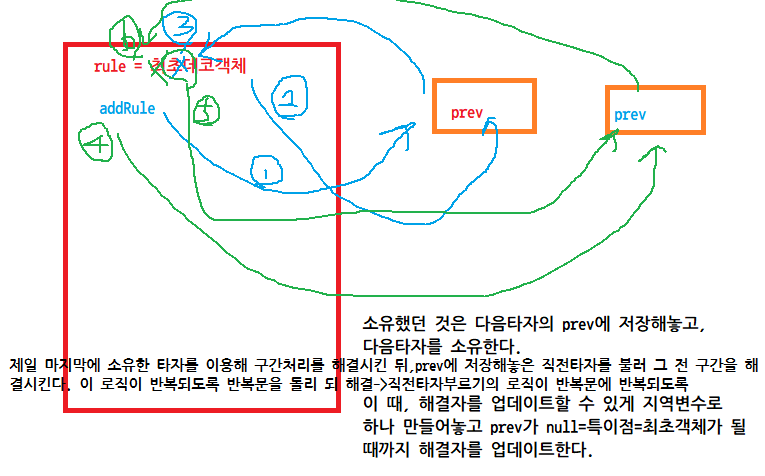 6
3
rule = 최초데코객체
addRule
2
5
4
1
prev
prev
소유했던 것은 다음타자의 prev에 저장해놓고,
다음타자를 소유한다.
제일 마지막에 소유한 타자를 이용해 구간처리를 해결시킨 뒤,prev에 저장해놓은 직전타자를 불러 그 전 구간을 해
결시킨다. 이 로직이 반복되도록 반복문을 돌리 되 해결->직전타자부르기의 로직이 반복문에 반복되도록
이 때, 해결자를 업데이트할 수 있게 지역변수로
하나 만들어놓고 prev가 null=특이점=최초객체가 될
때까지 해결자를 업데이트한다.